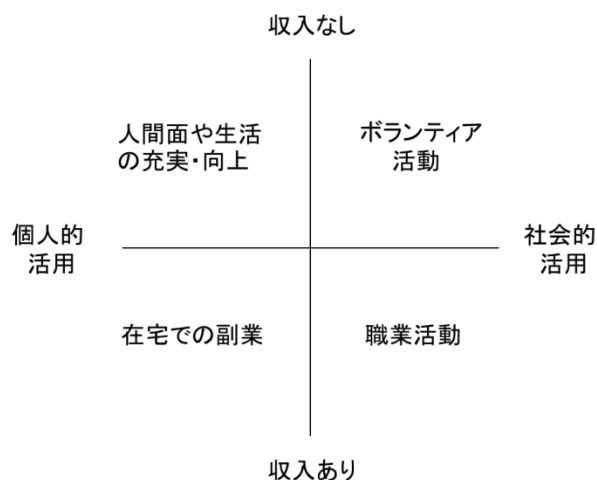 収入なし
人間面や生活
の充実・向上
ボランティア
活動
個人的
活用
社会的
活用
在宅での副業
職業活動
収入あり